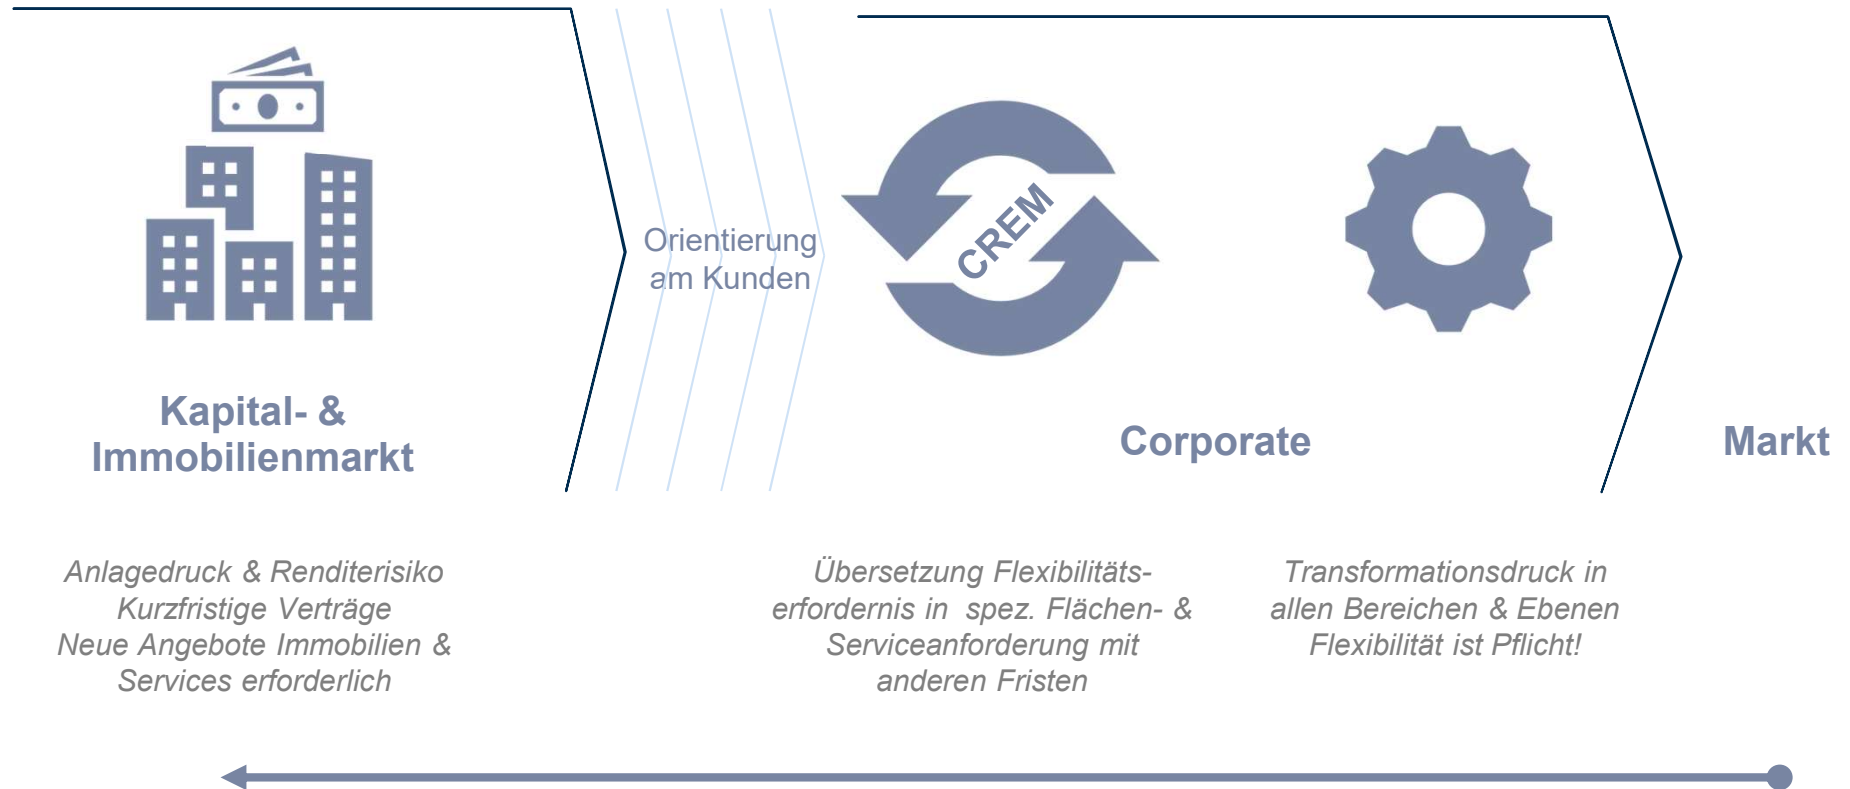 Orientierung
am Kunden
CREM
Kapital- &
Immobilienmarkt
Corporate
Markt
Anlagedruck & Renditerisiko
Kurzfristige Verträge
Neue Angebote Immobilien &
Services erforderlich
Übersetzung Flexibilitäts-
erfordernis in spez. Flächen- &
Serviceanforderung mit
anderen Fristen
Transformationsdruck in
allen Bereichen & Ebenen
Flexibilität ist Pflicht!